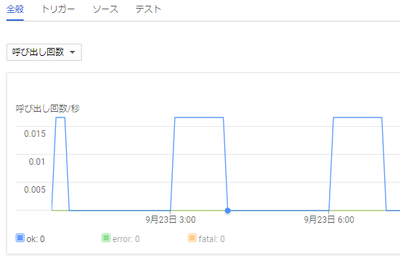 全般 トリガー ソース テスト
呼び出し回数
呼び出し回数/秒
0.015
0.01
0.005
9月23日 3:00 9月23日 6:00
ok: 0 error: 0 fatal: 0